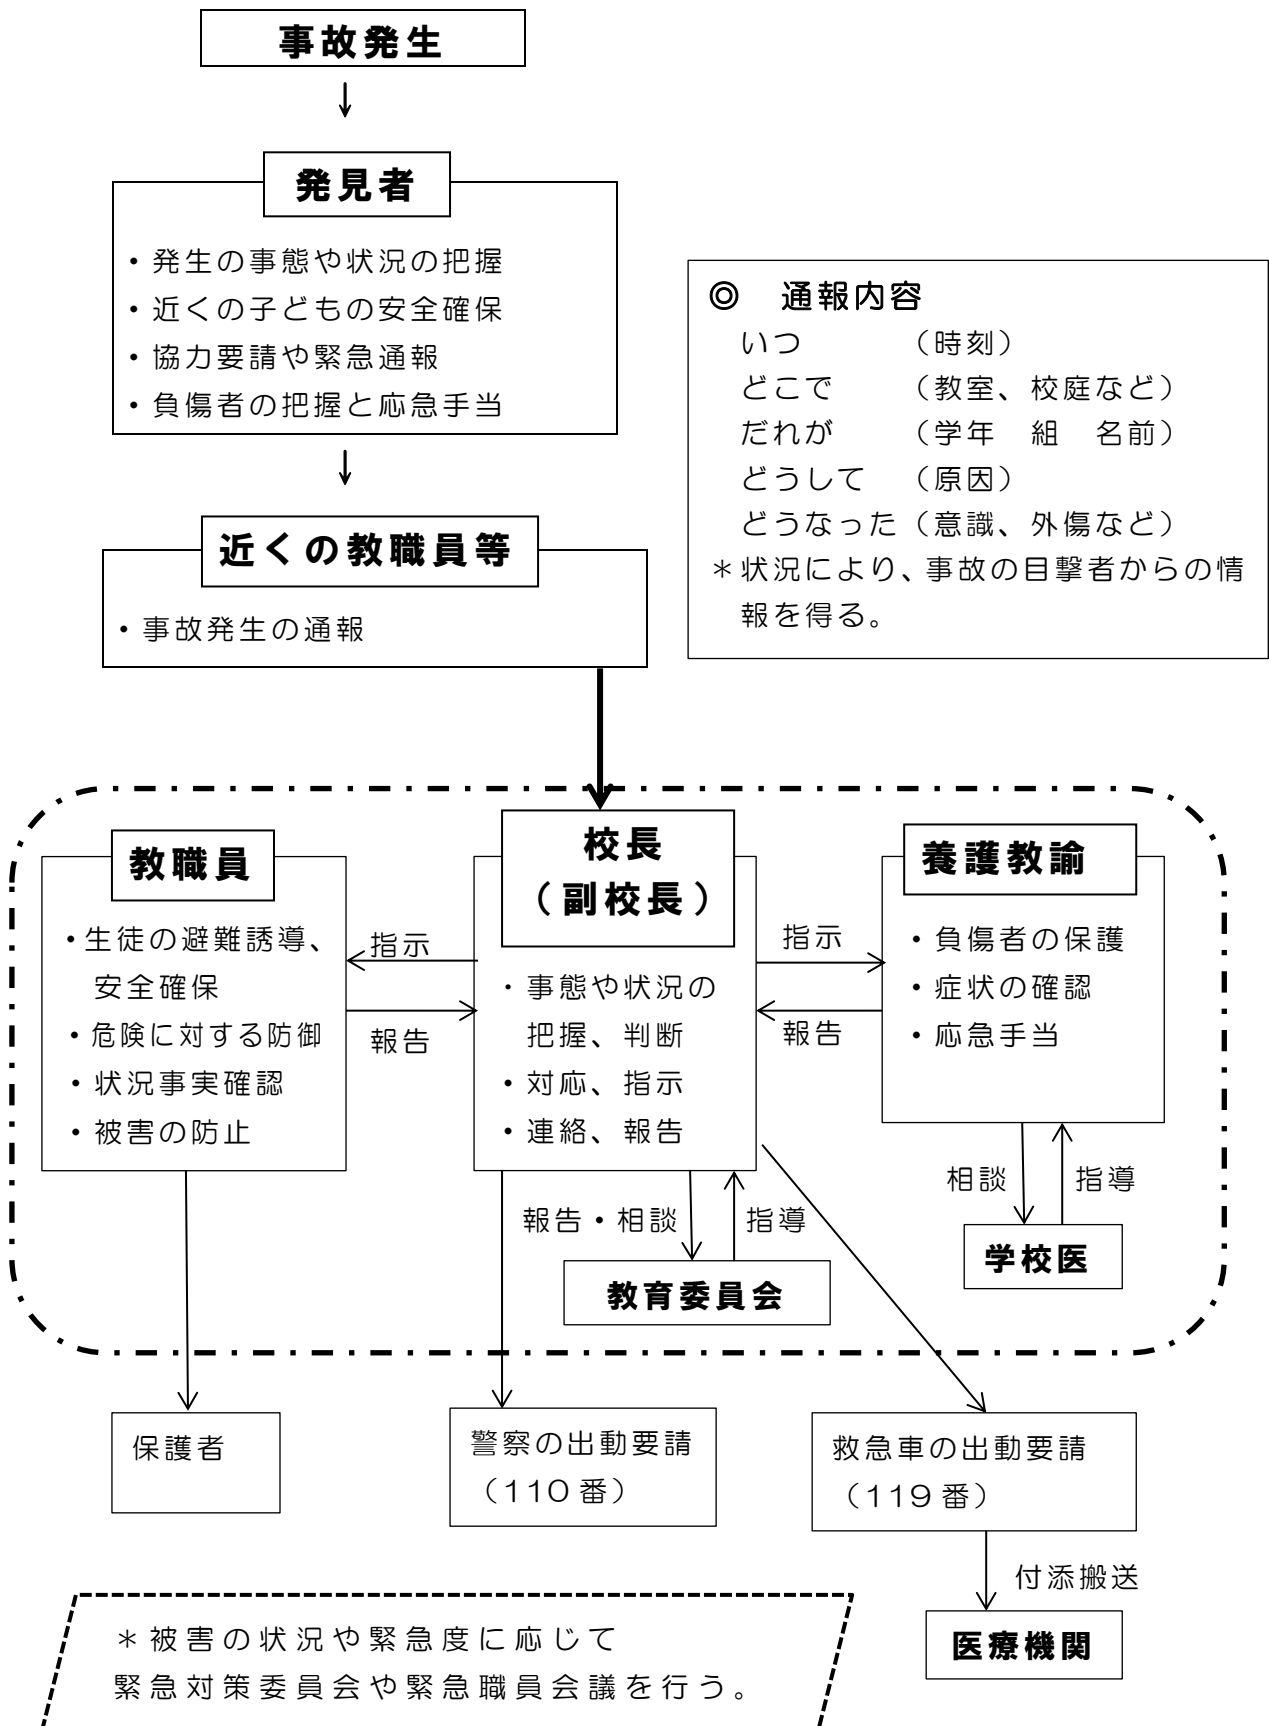 事故発生
発見者
・発生の事態や状況の把握
・近くの子どもの安全確保
・協力要請や緊急通報
・負傷者の把握と応急手当
◎　通報内容
いつ　　　（時刻）
どこで　　（教室、校庭など）
だれが　　（学年　組　名前）
どうして　（原因）
どうなった（意識、外傷など）
＊状況により、事故の目撃者からの情
報を得る。
近くの教職員等
・事故発生の通報
教職員
・生徒の避難誘導、
安全確保
・危険に対する防御
・状況事実確認
・被害の防止
指示
報告
校長
（副校長）
・事態や状況の
把握、判断
・対応、指示
・連絡、報告
指示
報告
養護教諭
・負傷者の保護
・症状の確認
・応急手当
報告・相談
指導
教育委員会
相談
指導
学校医
保護者
警察の出動要請
（110番）
救急車の出動要請
（119番）
付添搬送
医療機関
＊被害の状況や緊急度に応じて
緊急対策委員会や緊急職員会議を行う。